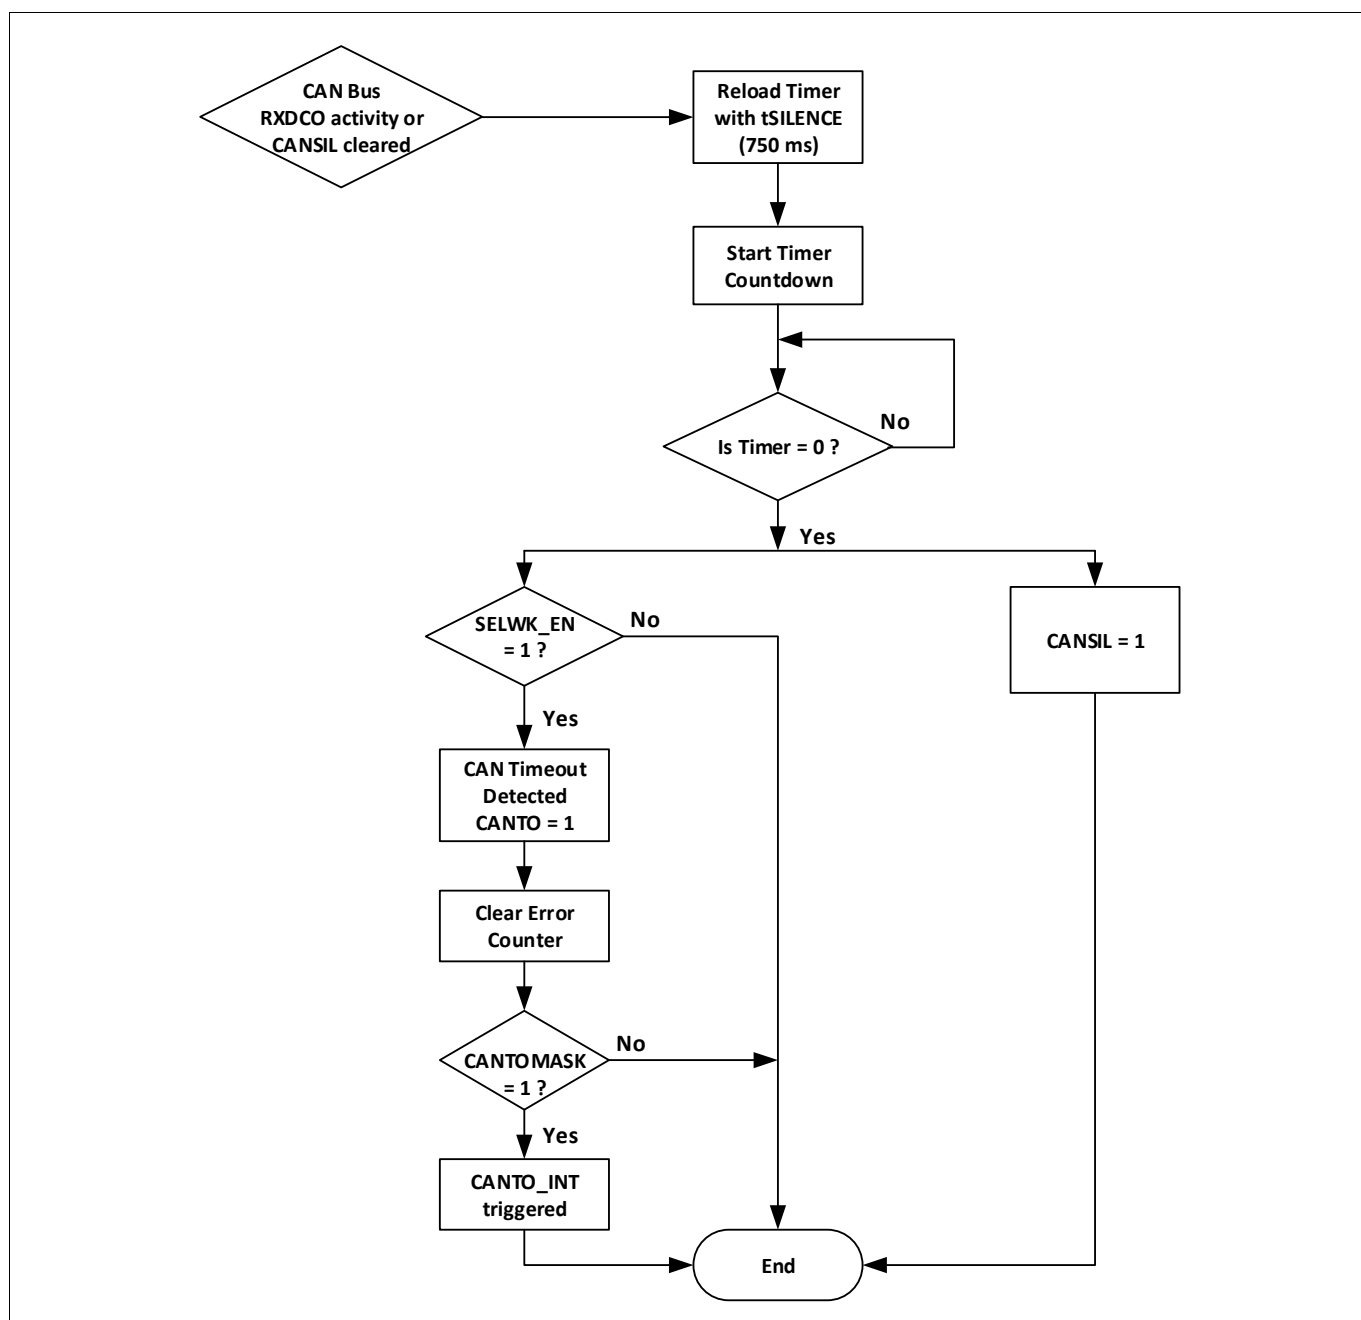 CAN Bus
RXDCO activity or
CANSIL cleared
Reload Timer
with tSILENCE
(750 ms)
Start Timer
Countdown
No
Is Timer = 0 ?
Yes
SELWK_EN
= 1 ?
No
CANSIL = 1
Yes
CAN Timeout
Detected
CANTO = 1
Clear Error
Counter
CANTOMASK
= 1 ?
No
Yes
CANTO_INT
triggered
End